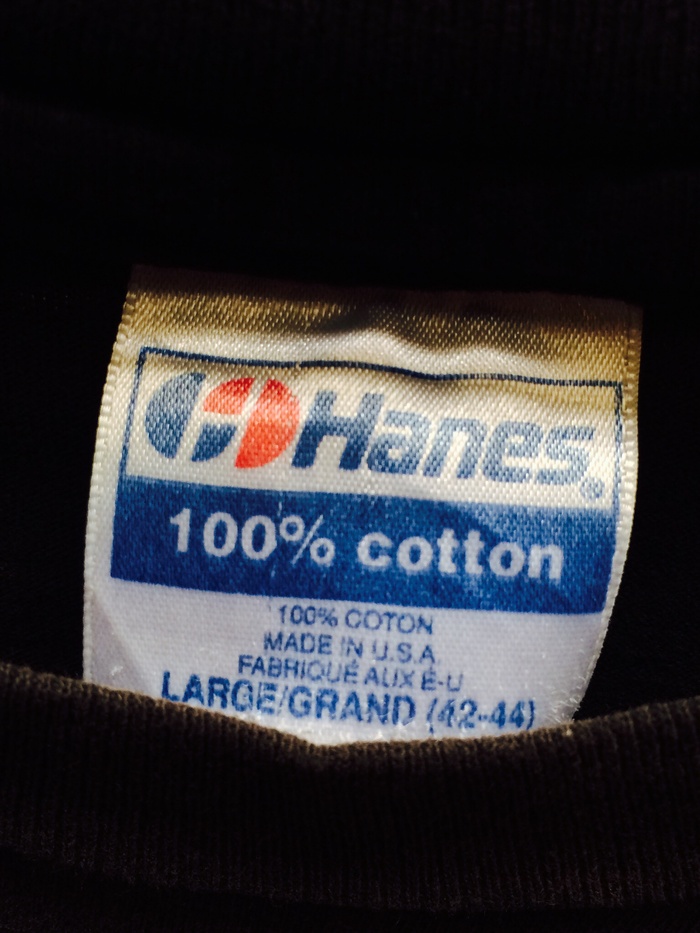 Hanes®
100% cotton
100% COTON
MADE IN U.S.A.
FABRIQUÉ AUX É-U
LARGE/GRAND (42-44)